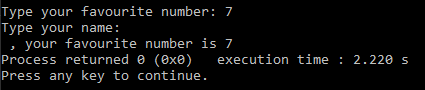 Type your favourite number: 7
Type your name:
 , your favourite number is 7
Process returned 0 (0x0)   execution time : 2.220 s
Press any key to continue.